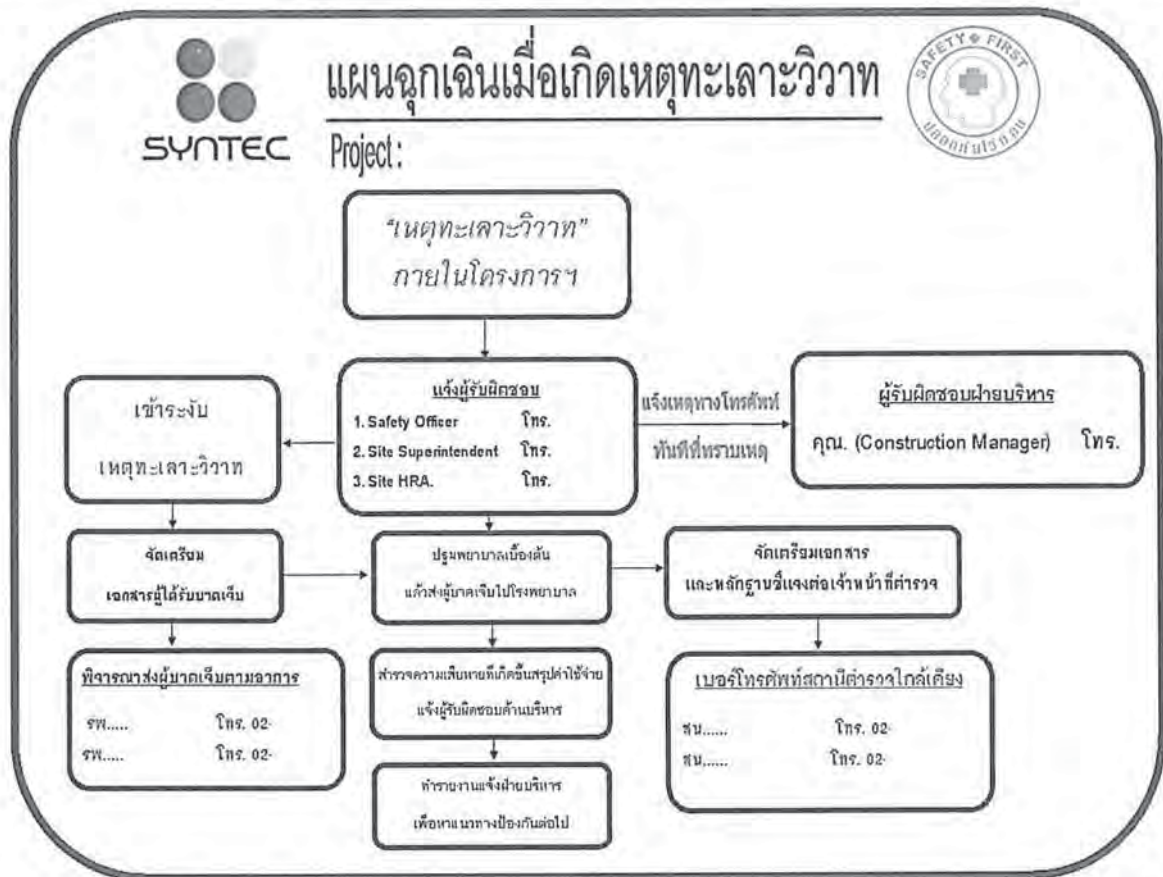 SYNTEC
แผนฉุกเฉินเมื่อเกิดเหตุทะเลาะวิวาท
SAFETY FIRST
ปลอดภัยไว้ก่อน
Project :
"เหตุทะเลาะวิวาท"
ภายในโครงการฯ
เข้าระงับ
เหตุทะเลาะวิวาท
แจ้งผู้รับผิดชอบ
1. Safety Officer โทร.
2. Site Superintendent โทร.
3. Site HRA. โทร.
แจ้งเหตุทางโทรศัพท์
ทันทีที่ทราบเหตุ
ผู้รับผิดชอบฝ่ายบริหาร
คุณ. (Construction Manager) โทร.
จัดเตรียม
เอกสารผู้ได้รับบาดเจ็บ
ปฐมพยาบาลเบื้องต้น
แล้วส่งผู้บาดเจ็บไปโรงพยาบาล
จัดเตรียมเอกสาร
และหลักฐานชี้แจงต่อเจ้าหน้าที่ตำรวจ
พิจารณาส่งผู้บาดเจ็บตามอาการ
รพ..... โทร. 02-
รพ..... โทร. 02-
สำรวจความเสียหายที่เกิดขึ้นสรุปค่าใช้จ่าย
แจ้งผู้รับผิดชอบด้านบริหาร
เบอร์โทรศัพท์สถานีตำรวจใกล้เคียง
สน...... โทร. 02-
สน...... โทร. 02-
ทำรายงานแจ้งฝ่ายบริหาร
เพื่อหาแนวทางป้องกันต่อไป